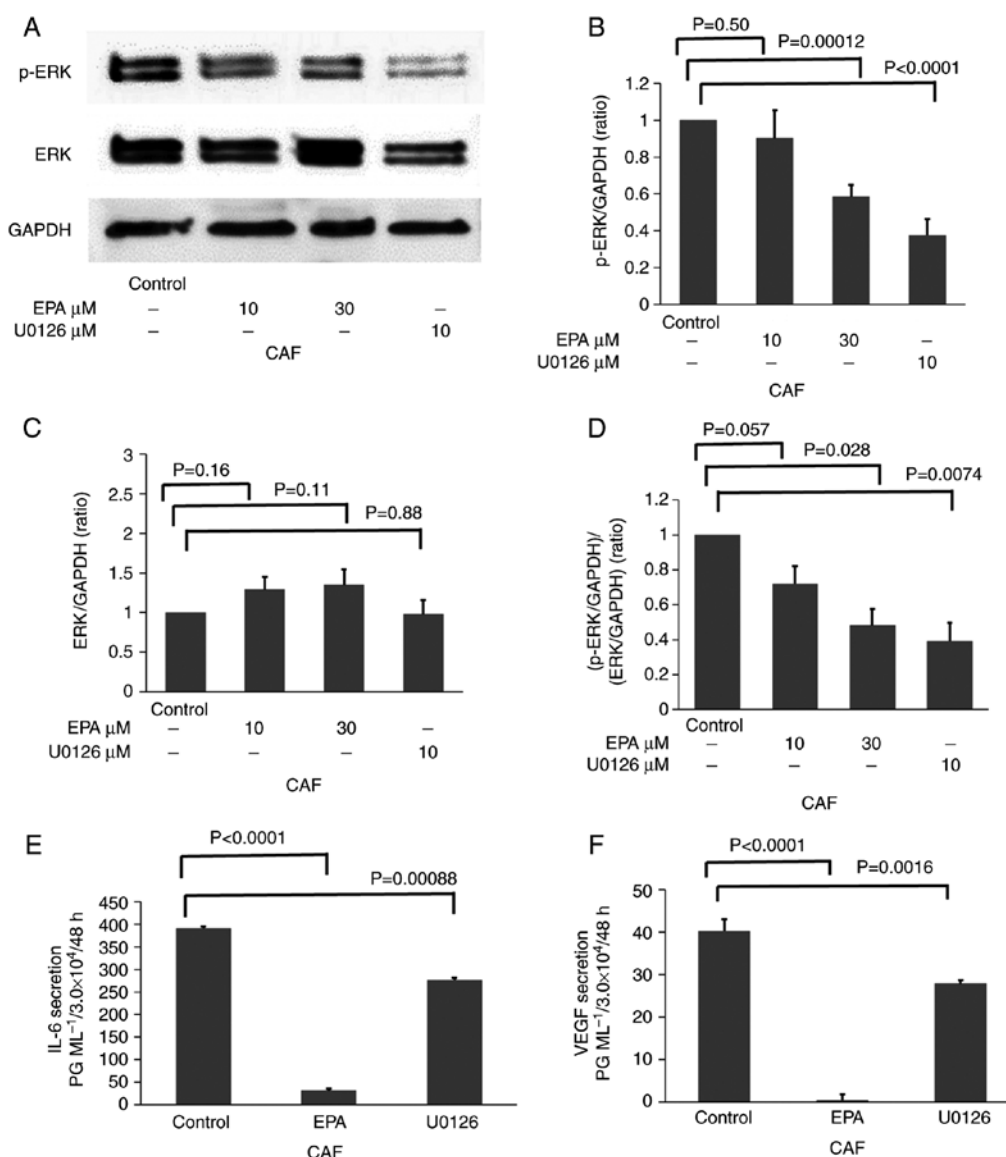 A
p-ERK
ERK
GAPDH
Control
EPA μM – 10 30 –
U0126 μM – – – 10
CAF
B
P=0.50
P=0.00012
P<0.0001
p-ERK/GAPDH (ratio)
1.2
1
0.8
0.6
0.4
0.2
0
Control
EPA μM – 10 30 –
U0126 μM – – – 10
CAF
C
P=0.16
P=0.11
P=0.88
ERK/GAPDH (ratio)
3
2.5
2
1.5
1
0.5
0
Control
EPA μM – 10 30 –
U0126 μM – – – 10
CAF
D
P=0.057
P=0.028
P=0.0074
(p-ERK/GAPDH)/
(ERK/GAPDH) (ratio)
1.2
1
0.8
0.6
0.4
0.2
0
Control
EPA μM – 10 30 –
U0126 μM – – – 10
CAF
E
P<0.0001
P=0.00088
IL-6 secretion
PG ML⁻¹/3.0×10⁴/48 h
450
400
350
300
250
200
150
100
50
0
Control EPA U0126
CAF
F
P<0.0001
P=0.0016
VEGF secretion
PG ML⁻¹/3.0×10⁴/48 h
50
40
30
20
10
0
Control EPA U0126
CAF